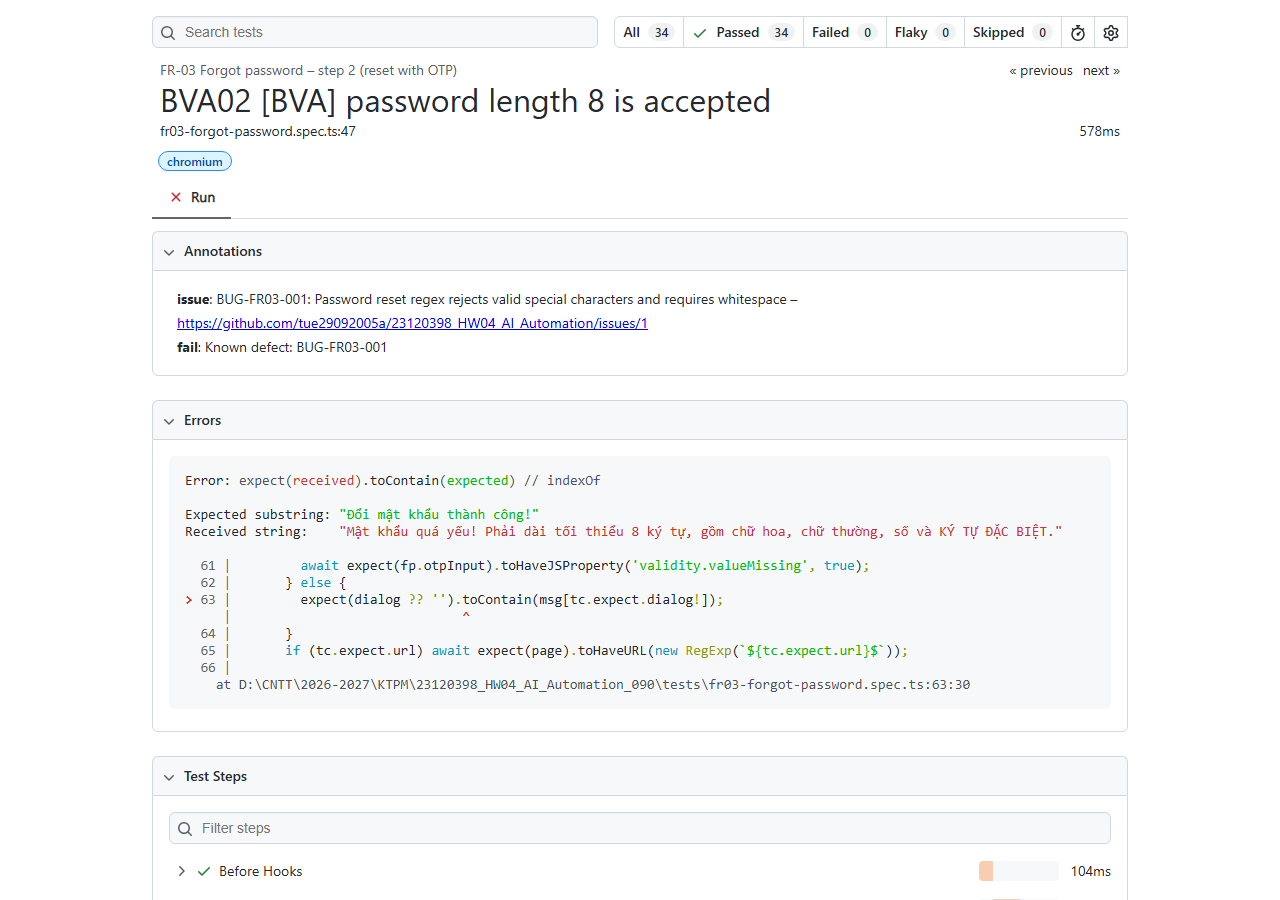 Search tests
All 34 Passed 34 Failed 0 Flaky 0 Skipped 0
FR-03 Forgot password – step 2 (reset with OTP)
« previous next »
BVA02 [BVA] password length 8 is accepted
fr03-forgot-password.spec.ts:47
578ms
chromium
Run
Annotations
issue: BUG-FR03-001: Password reset regex rejects valid special characters and requires whitespace –
https://github.com/tue29092005a/23120398_HW04_AI_Automation/issues/1
fail: Known defect: BUG-FR03-001
Errors
Error: expect(received).toContain(expected) // indexOf
Expected substring: "Đổi mật khẩu thành công!"
Received string:    "Mật khẩu quá yếu! Phải dài tối thiểu 8 ký tự, gồm chữ hoa, chữ thường, số và KÝ TỰ ĐẶC BIỆT."
61 |         await expect(fp.otpInput).toHaveJSProperty('validity.valueMissing', true);
62 |       } else {
> 63 |         expect(dialog ?? '').toContain(msg[tc.expect.dialog!]);
|                              ^
64 |       }
65 |       if (tc.expect.url) await expect(page).toHaveURL(new RegExp(`${tc.expect.url}$`));
66 |
at D:\CNTT\2026-2027\KTPM\23120398_HW04_AI_Automation_090\tests\fr03-forgot-password.spec.ts:63:30
Test Steps
Filter steps
Before Hooks
104ms